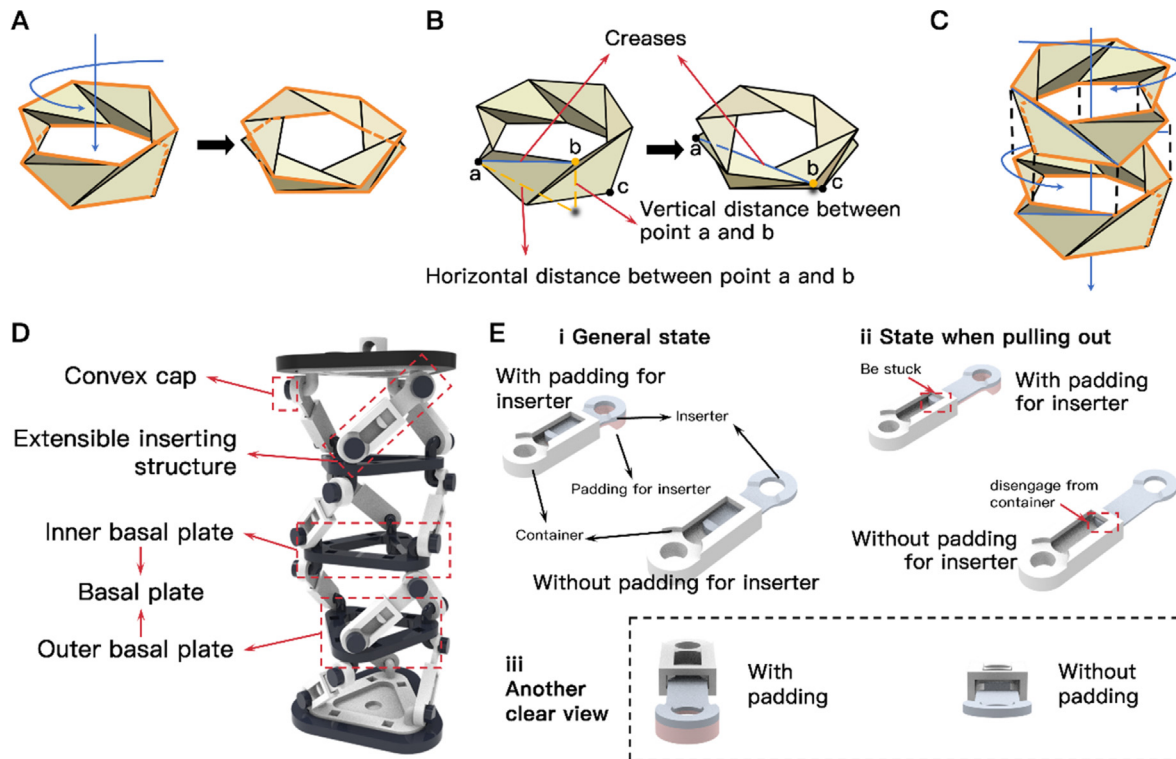 A
B
Creases
a
b
c
a
b
c
Vertical distance between
point a and b
Horizontal distance between point a and b
C
D
Convex cap
Extensible inserting
structure
Inner basal plate
Basal plate
Outer basal plate
E
i General state
With padding for
inserter
Inserter
Padding for inserter
Container
Without padding for inserter
ii State when pulling out
Be stuck
With padding
for inserter
disengage from
container
Without padding
for inserter
iii
Another
clear view
With
padding
Without
padding